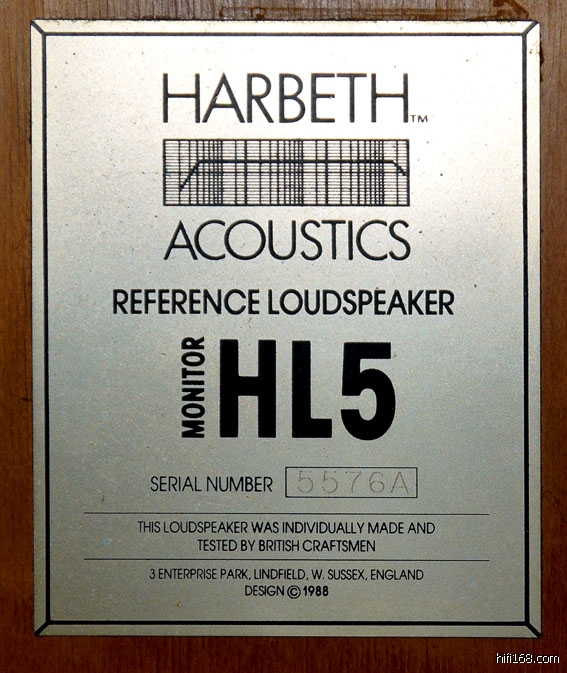 HARBETH™
ACOUSTICS
REFERENCE LOUDSPEAKER
MONITOR HL5
SERIAL NUMBER 5576A
THIS LOUDSPEAKER WAS INDIVIDUALLY MADE AND
TESTED BY BRITISH CRAFTSMEN
3 ENTERPRISE PARK, LINDFIELD, W. SUSSEX, ENGLAND
DESIGN © 1988
hifi168.com